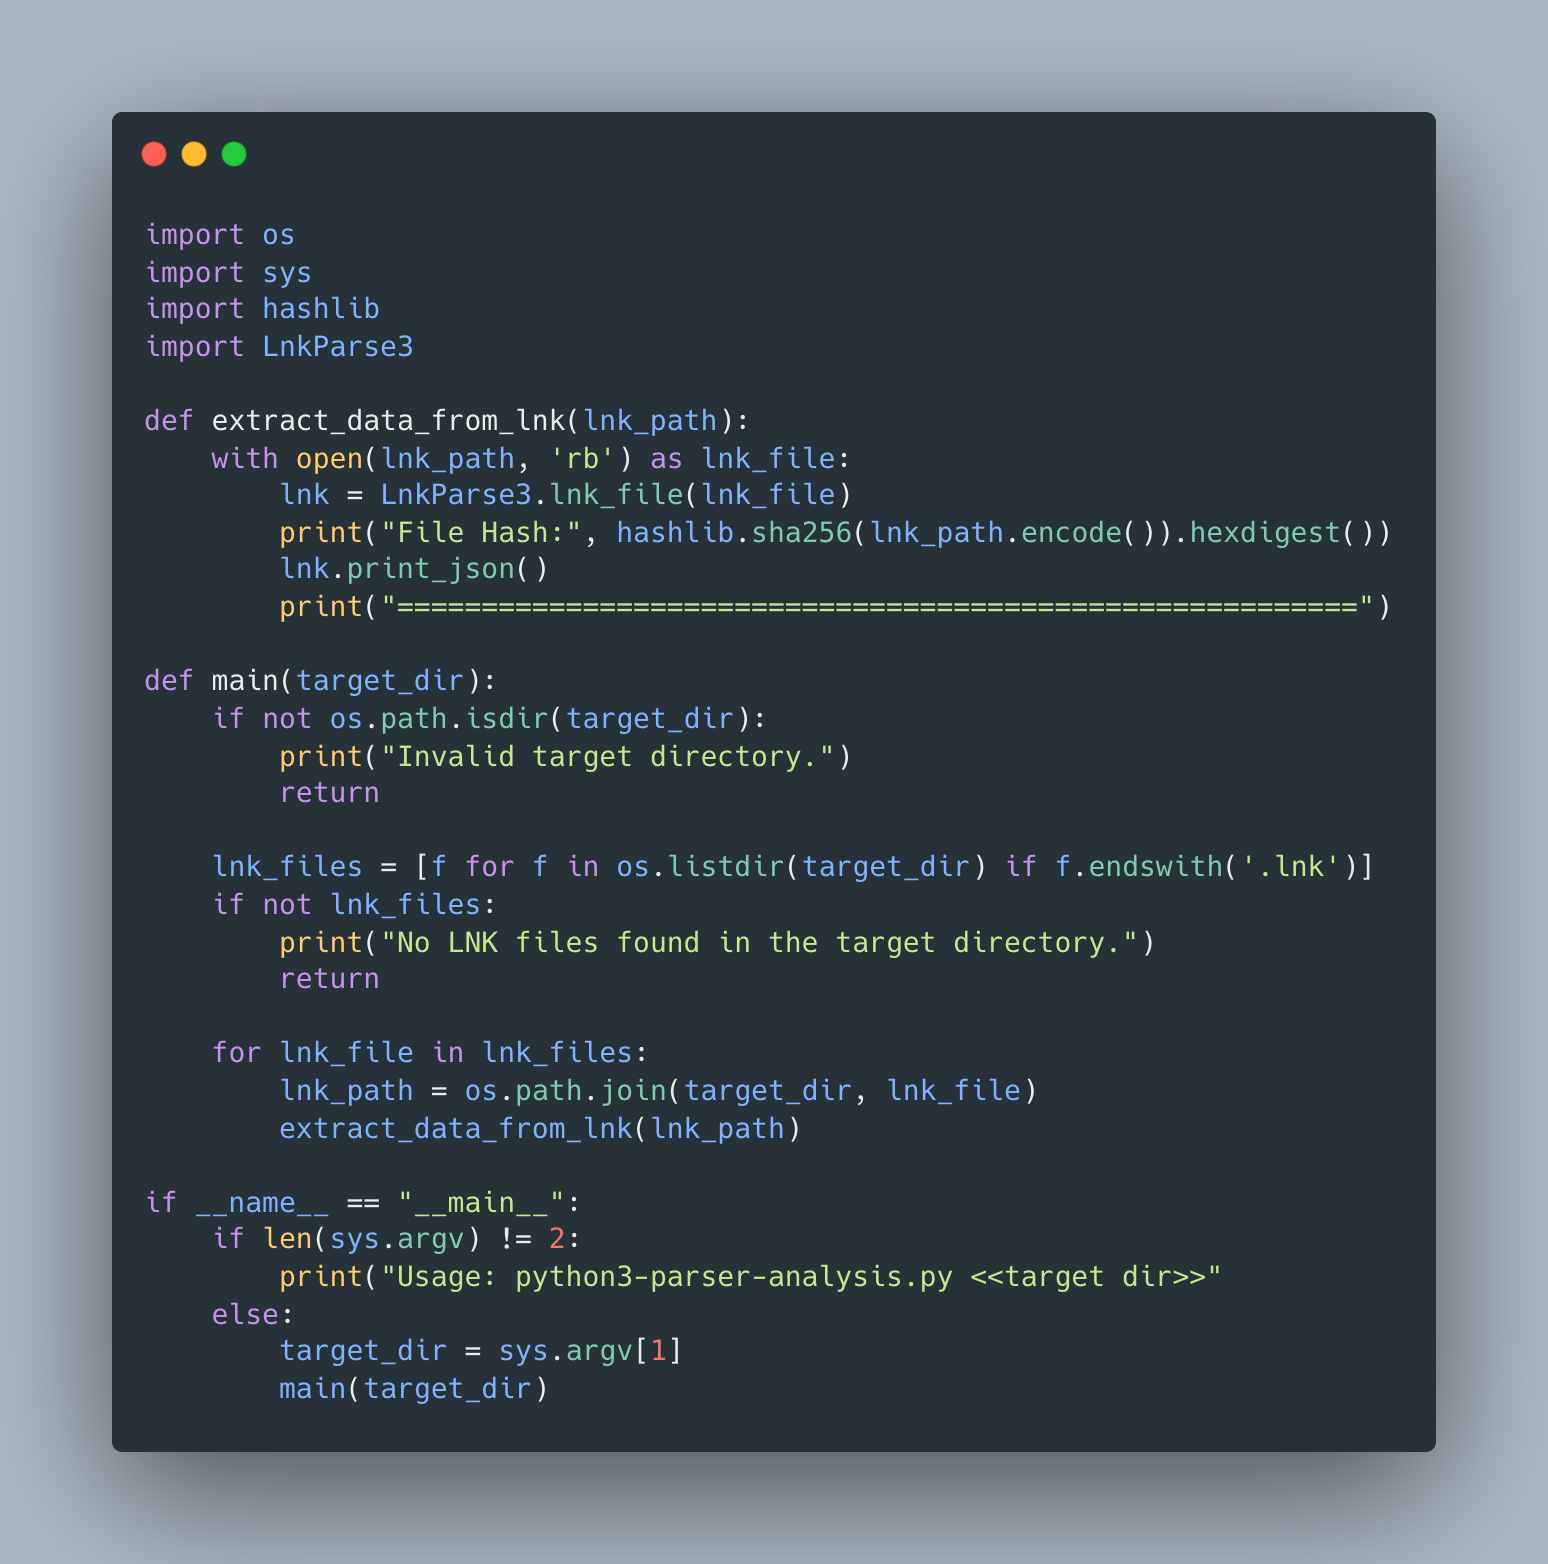 import os
import sys
import hashlib
import LnkParse3

def extract_data_from_lnk(lnk_path):
    with open(lnk_path, 'rb') as lnk_file:
        lnk = LnkParse3.lnk_file(lnk_file)
        print("File Hash:", hashlib.sha256(lnk_path.encode()).hexdigest())
        lnk.print_json()
        print("=========================================================")

def main(target_dir):
    if not os.path.isdir(target_dir):
        print("Invalid target directory.")
        return

    lnk_files = [f for f in os.listdir(target_dir) if f.endswith('.lnk')]
    if not lnk_files:
        print("No LNK files found in the target directory.")
        return

    for lnk_file in lnk_files:
        lnk_path = os.path.join(target_dir, lnk_file)
        extract_data_from_lnk(lnk_path)

if __name__ == "__main__":
    if len(sys.argv) != 2:
        print("Usage: python3-parser-analysis.py <<target dir>>"
    else:
        target_dir = sys.argv[1]
        main(target_dir)